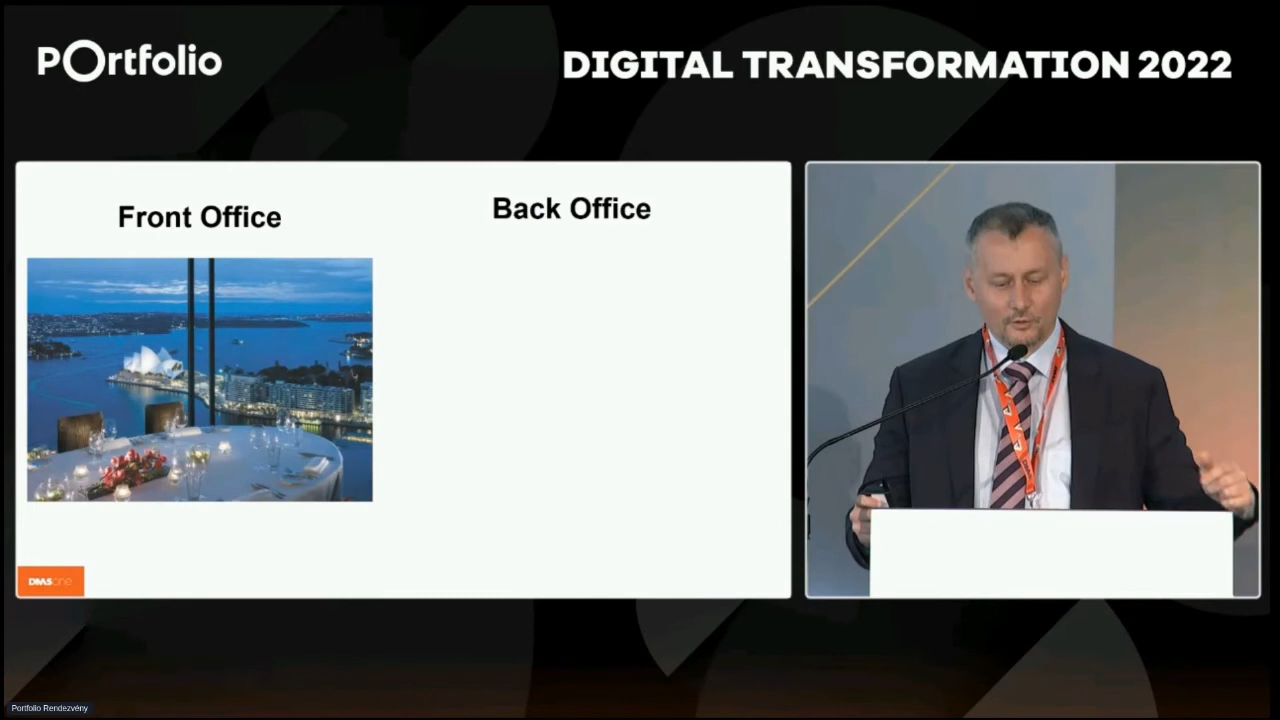 POrtfolio
DIGITAL TRANSFORMATION 2022
Front Office
Back Office
DMSone
Portfolio Rendezvény